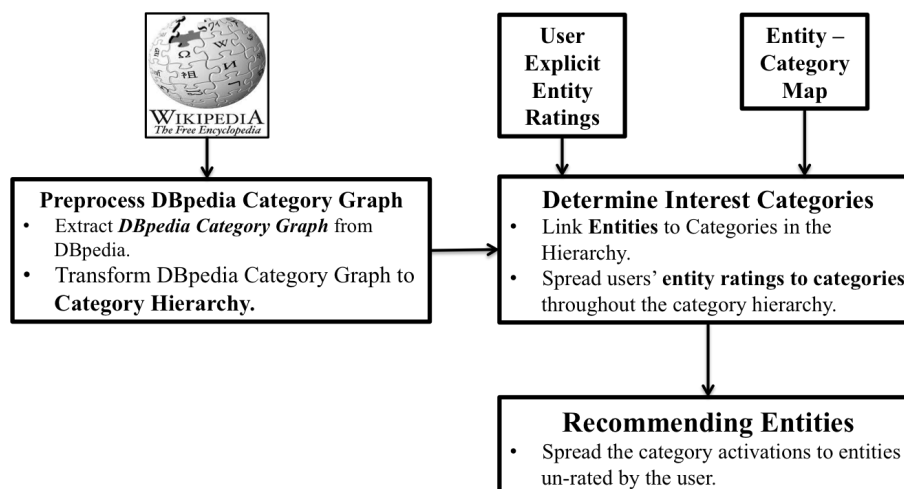 WIKIPEDIA
The Free Encyclopedia
User
Explicit
Entity
Ratings
Entity –
Category
Map
Preprocess DBpedia Category Graph
• Extract DBpedia Category Graph from
DBpedia.
• Transform DBpedia Category Graph to
Category Hierarchy.
Determine Interest Categories
• Link Entities to Categories in the
Hierarchy.
• Spread users’ entity ratings to categories
throughout the category hierarchy.
Recommending Entities
• Spread the category activations to entities
un-rated by the user.